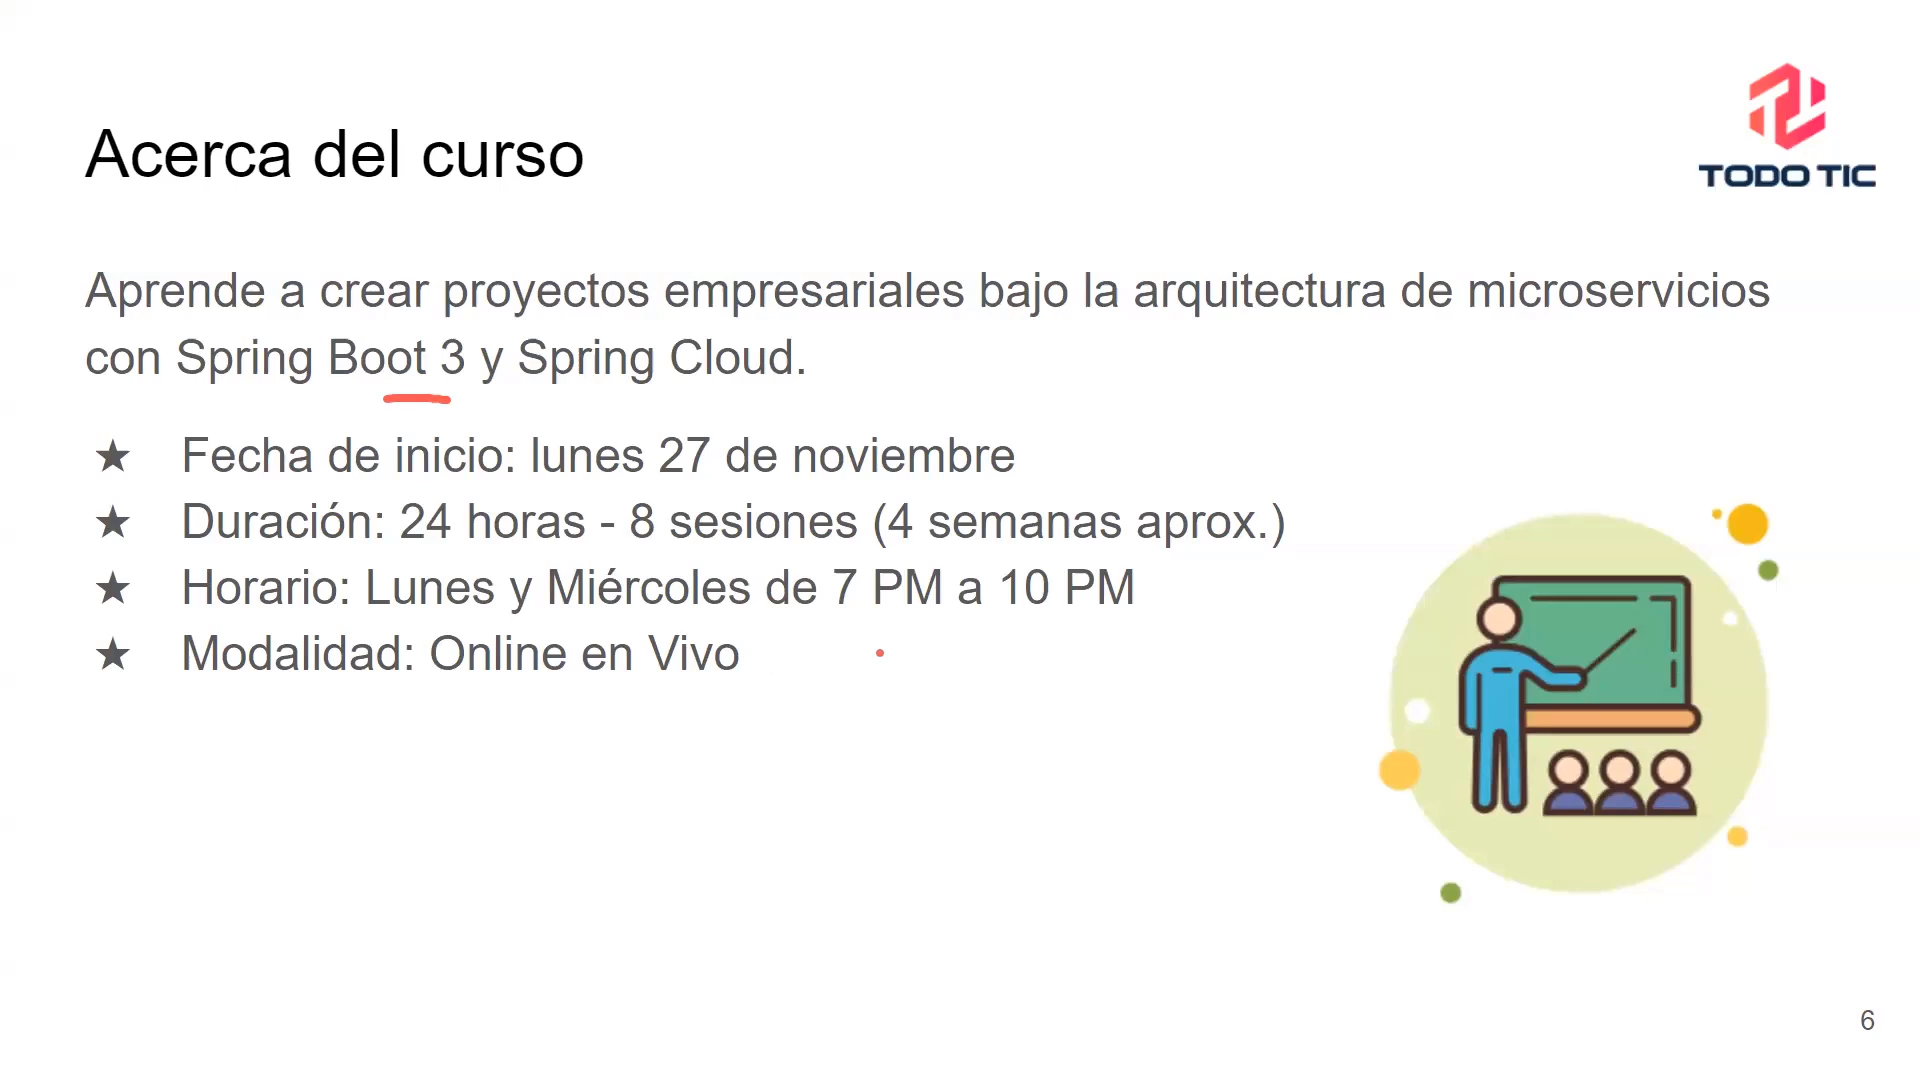 TODO TIC
Acerca del curso
Aprende a crear proyectos empresariales bajo la arquitectura de microservicios
con Spring Boot 3 y Spring Cloud.
★ Fecha de inicio: lunes 27 de noviembre
★ Duración: 24 horas - 8 sesiones (4 semanas aprox.)
★ Horario: Lunes y Miércoles de 7 PM a 10 PM
★ Modalidad: Online en Vivo
6